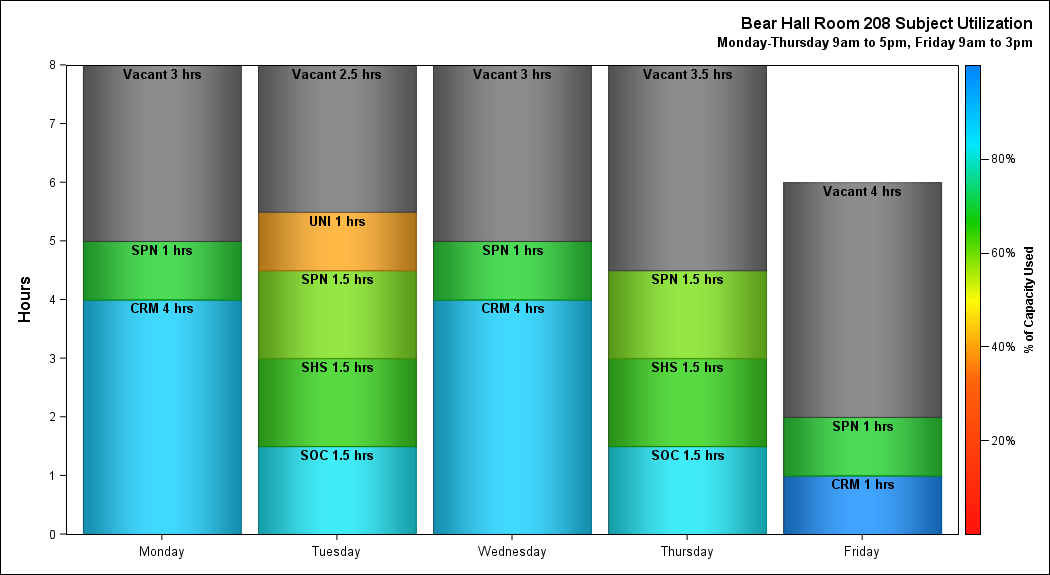 Bear Hall Room 208 Subject Utilization
Monday-Thursday 9am to 5pm, Friday 9am to 3pm
Hours
8
7
6
5
4
3
2
1
0
Vacant 3 hrs
SPN 1 hrs
CRM 4 hrs
Vacant 2.5 hrs
UNI 1 hrs
SPN 1.5 hrs
SHS 1.5 hrs
SOC 1.5 hrs
Vacant 3 hrs
SPN 1 hrs
CRM 4 hrs
Vacant 3.5 hrs
SPN 1.5 hrs
SHS 1.5 hrs
SOC 1.5 hrs
Vacant 4 hrs
SPN 1 hrs
CRM 1 hrs
Monday
Tuesday
Wednesday
Thursday
Friday
80%
60%
40%
20%
% of Capacity Used